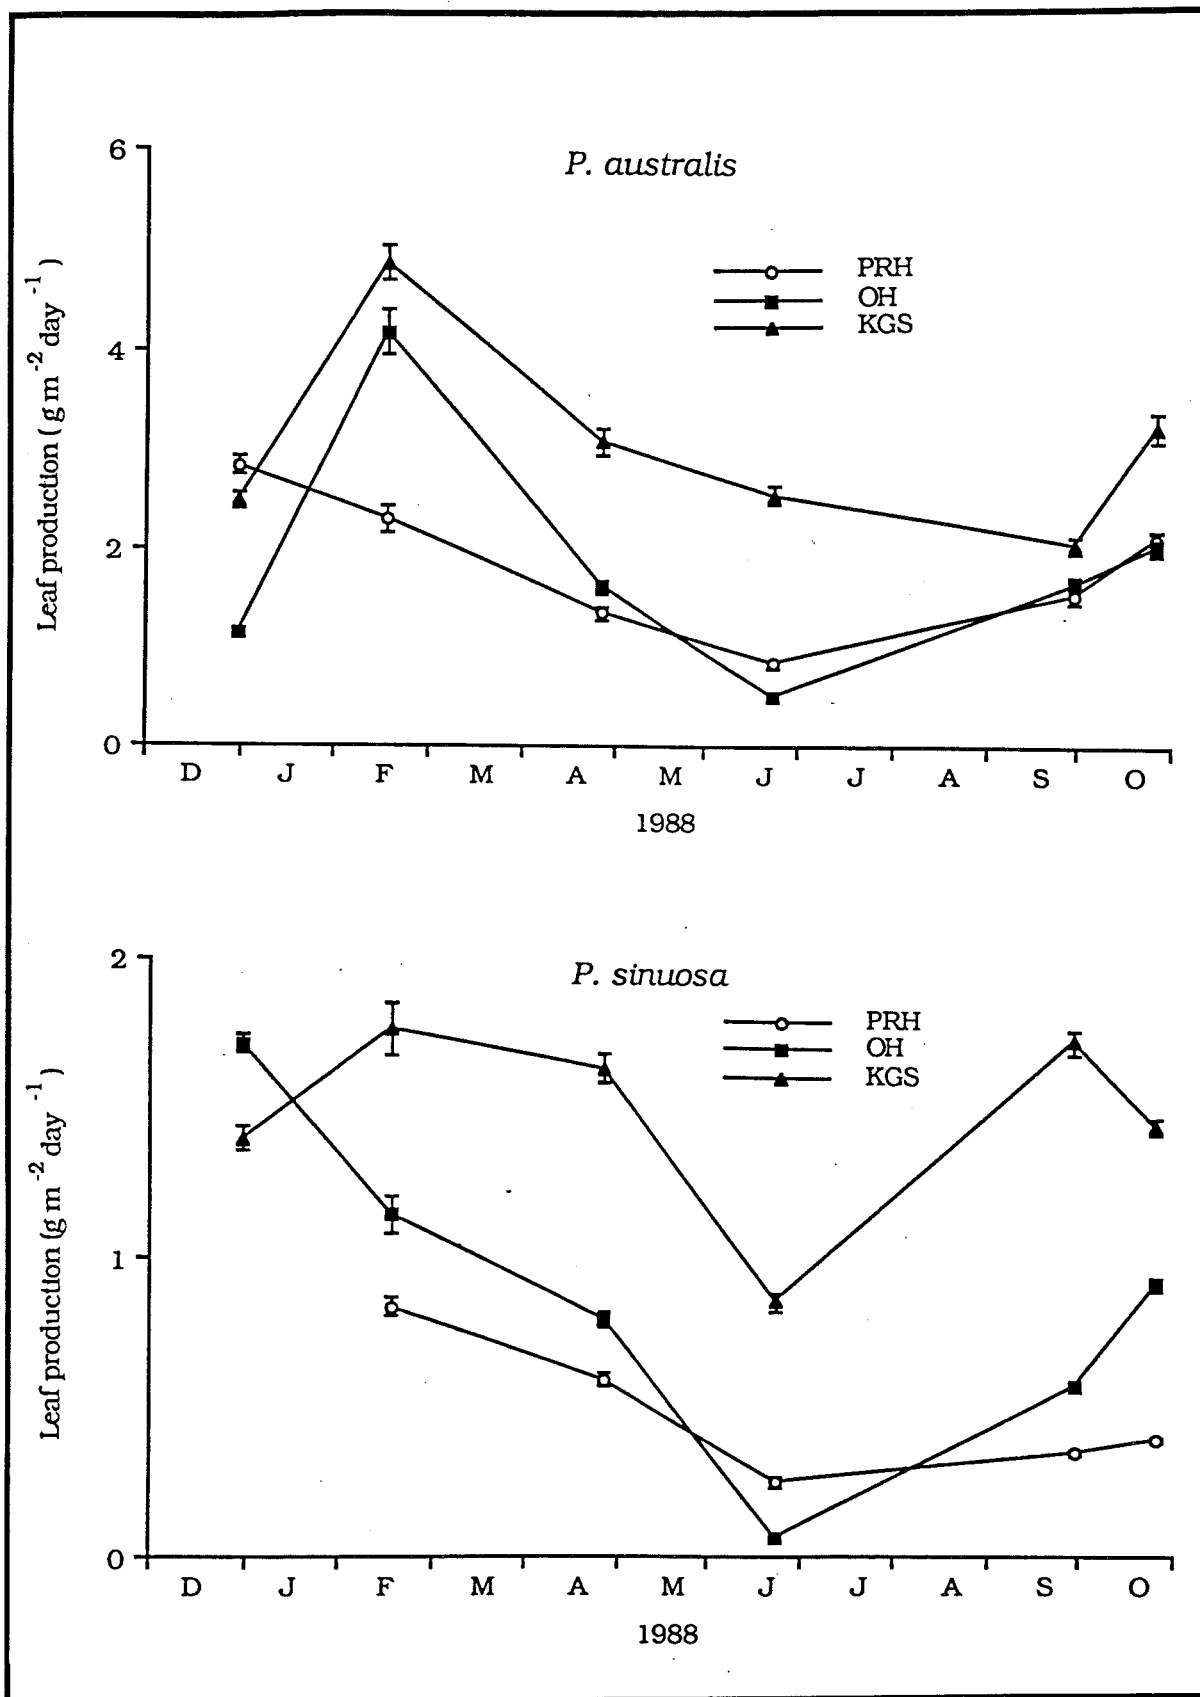 P. australis
6
4
2
0
Leaf production ( g m -2 day -1 )
PRH
OH
KGS
D J F M A M J J A S O
1988
P. sinuosa
2
1
0
Leaf production (g m -2 day -1 )
PRH
OH
KGS
D J F M A M J J A S O
1988